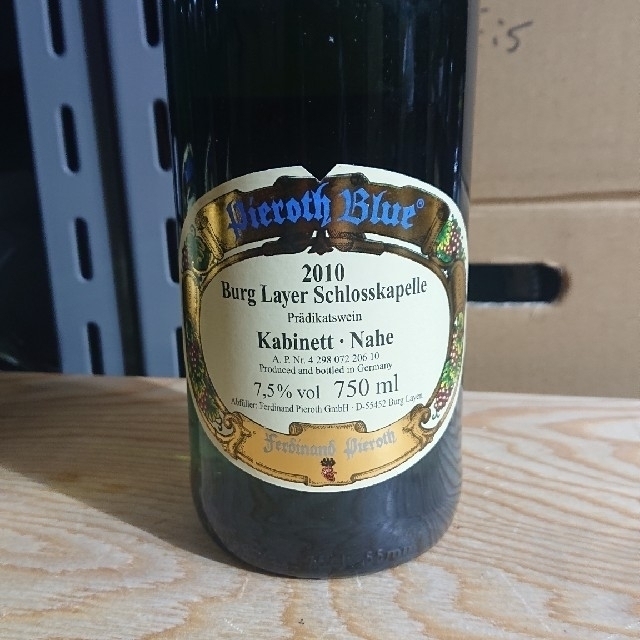 Pieroth Blue®
2010
Burg Layer Schlosskapelle
Prädikatswein
Kabinett · Nahe
A. P. Nr. 4 298 072 206 10
Produced and bottled in Germany
7,5% vol 750 ml
Abfüller: Ferdinand Pieroth GmbH · D-55452 Burg Layen
Ferdinand Pieroth